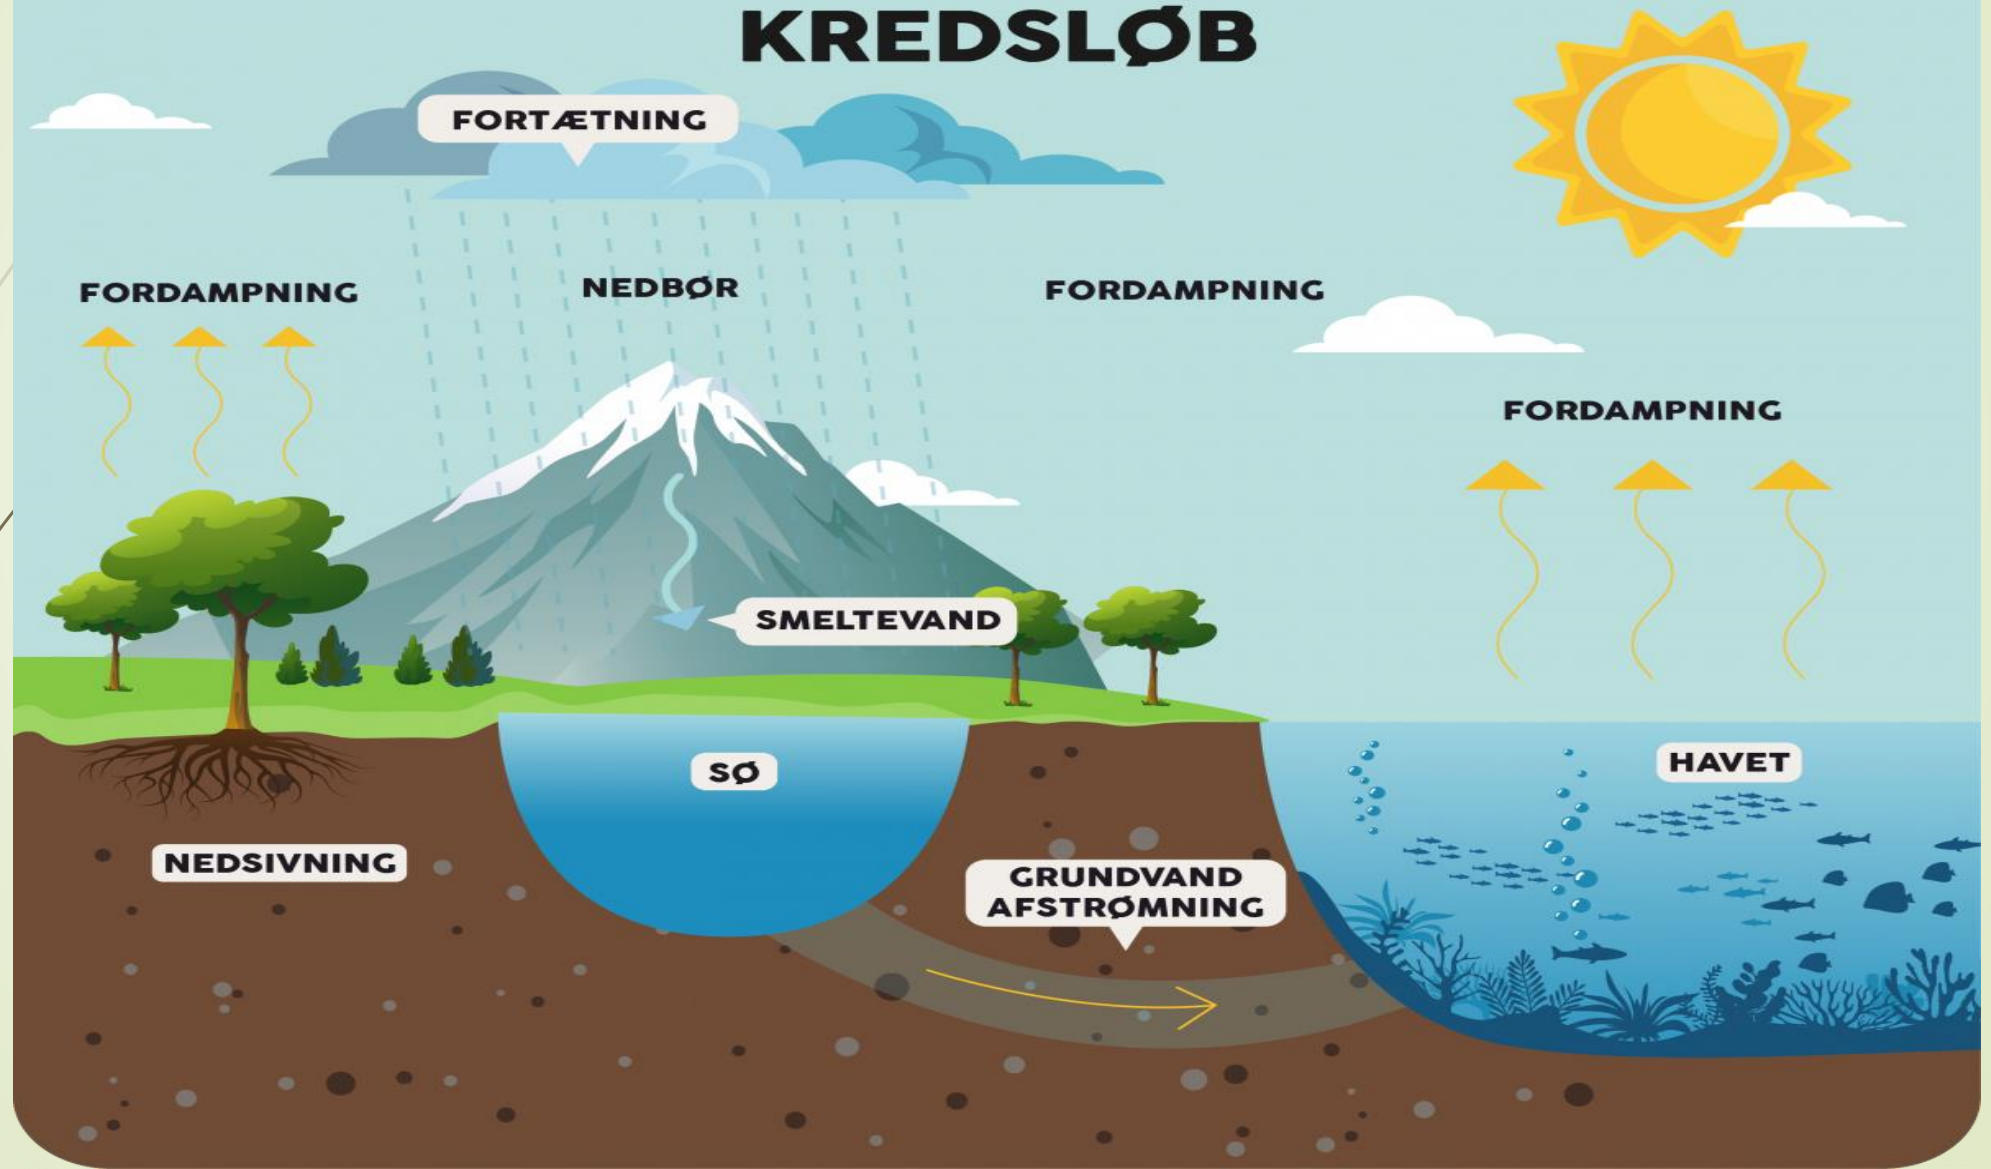 KREDSLØB
FORTÆTNING
FORDAMPNING
NEDBØR
FORDAMPNING
FORDAMPNING
SMELTEVAND
SØ
HAVET
NEDSIVNING
GRUNDVAND
AFSTRØMNING